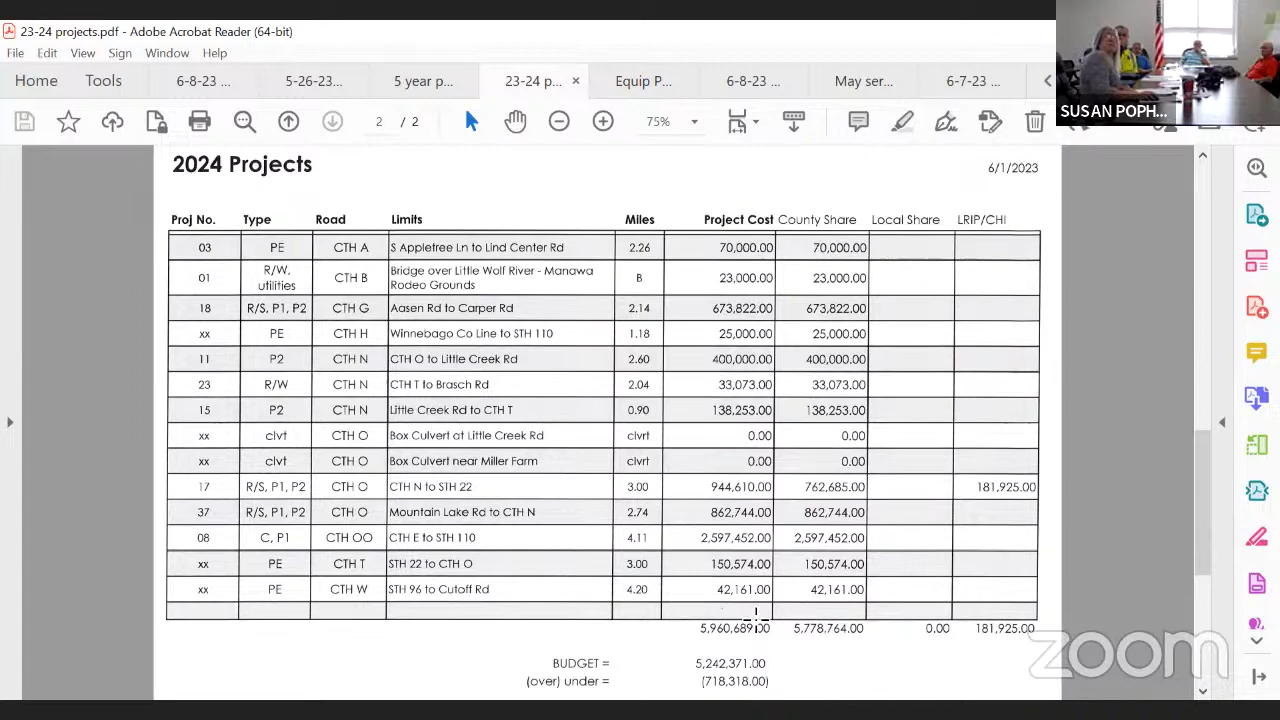 23-24 projects.pdf - Adobe Acrobat Reader (64-bit)
File Edit View Sign Window Help
Home Tools 6-8-23 ... 5-26-23... 5 year p... 23-24 p... × Equip P... 6-8-23 ... May ser... 6-7-23 ...
2 / 2 75%
SUSAN POPH...
2024 Projects
6/1/2023
Proj No. Type Road Limits Miles Project Cost County Share Local Share LRIP/CHI
03 PE CTH A S Appletree Ln to Lind Center Rd 2.26 70,000.00 70,000.00
01 R/W, utilities CTH B Bridge over Little Wolf River - Manawa Rodeo Grounds B 23,000.00 23,000.00
18 R/S, P1, P2 CTH G Aasen Rd to Carper Rd 2.14 673,822.00 673,822.00
xx PE CTH H Winnebago Co Line to STH 110 1.18 25,000.00 25,000.00
11 P2 CTH N CTH O to Little Creek Rd 2.60 400,000.00 400,000.00
23 R/W CTH N CTH T to Brasch Rd 2.04 33,073.00 33,073.00
15 P2 CTH N Little Creek Rd to CTH T 0.90 138,253.00 138,253.00
xx clvt CTH O Box Culvert at Little Creek Rd clvrt 0.00 0.00
xx clvt CTH O Box Culvert near Miller Farm clvrt 0.00 0.00
17 R/S, P1, P2 CTH O CTH N to STH 22 3.00 944,610.00 762,685.00 181,925.00
37 R/S, P1, P2 CTH O Mountain Lake Rd to CTH N 2.74 862,744.00 862,744.00
08 C, P1 CTH OO CTH E to STH 110 4.11 2,597,452.00 2,597,452.00
xx PE CTH T STH 22 to CTH O 3.00 150,574.00 150,574.00
xx PE CTH W STH 96 to Cutoff Rd 4.20 42,161.00 42,161.00
5,960,689.00 5,778,764.00 0.00 181,925.00
BUDGET = 5,242,371.00
(over) under = (718,318.00)
zoom